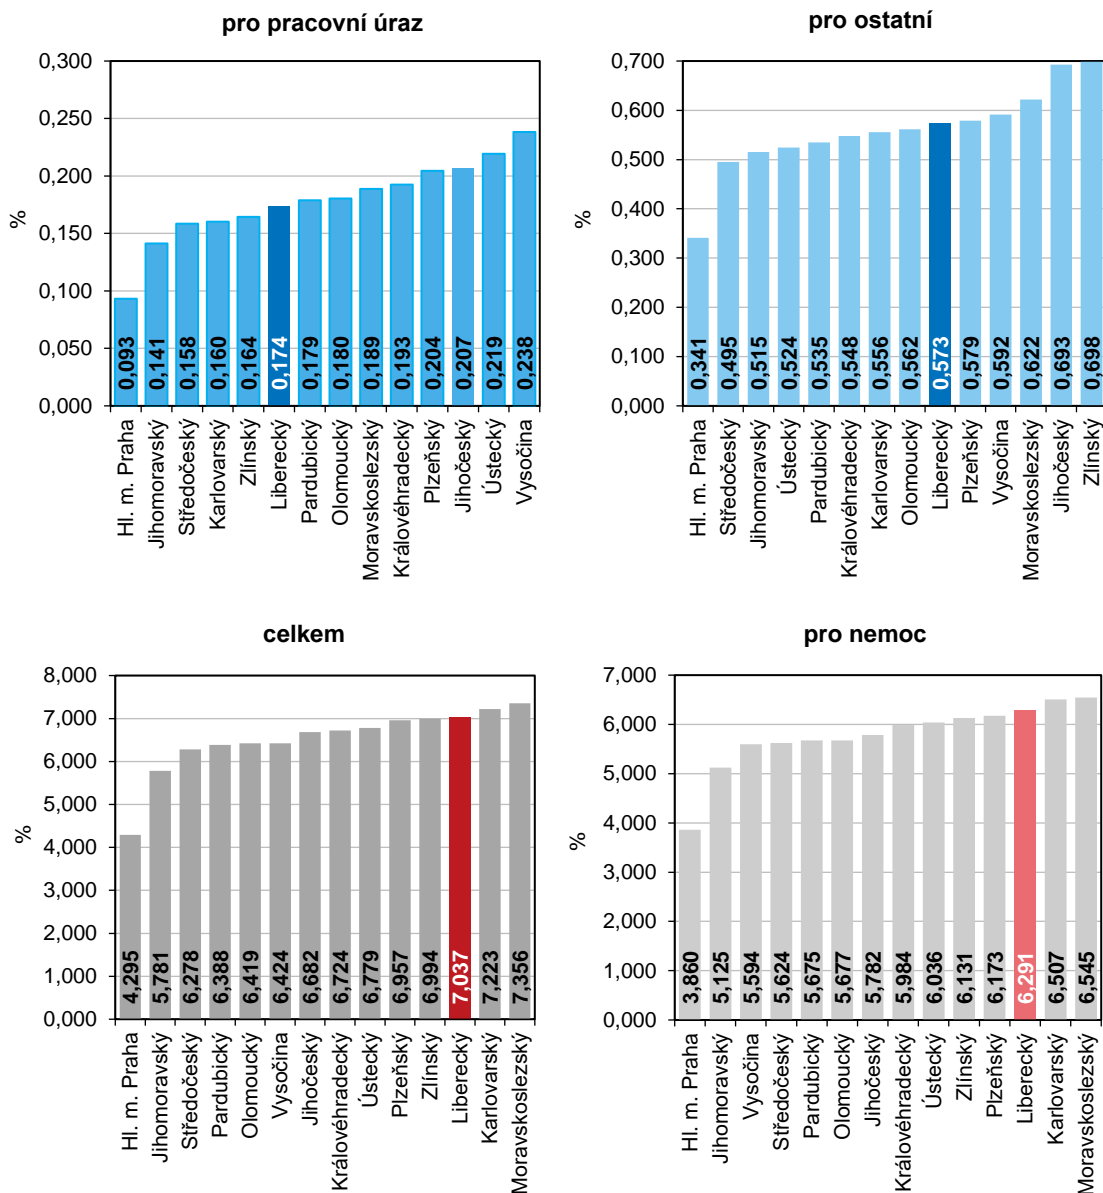 pro pracovní úraz
0,300
0,250
0,200
0,150
0,100
0,050
0,000
%
0,093
0,141
0,158
0,160
0,164
0,174
0,179
0,180
0,189
0,193
0,204
0,207
0,219
0,238
Hl. m. Praha
Jihomoravský
Středočeský
Karlovarský
Zlínský
Liberecký
Pardubický
Olomoucký
Moravskoslezský
Královéhradecký
Plzeňský
Jihočeský
Ústecký
Vysočina
pro ostatní
0,700
0,600
0,500
0,400
0,300
0,200
0,100
0,000
%
0,341
0,495
0,515
0,524
0,535
0,548
0,556
0,562
0,573
0,579
0,592
0,622
0,693
0,698
Hl. m. Praha
Středočeský
Jihomoravský
Ústecký
Pardubický
Královéhradecký
Karlovarský
Olomoucký
Liberecký
Plzeňský
Vysočina
Moravskoslezský
Jihočeský
Zlínský
celkem
8,000
7,000
6,000
5,000
4,000
3,000
2,000
1,000
0,000
%
4,295
5,781
6,278
6,388
6,419
6,424
6,682
6,724
6,779
6,957
6,994
7,037
7,223
7,356
Hl. m. Praha
Jihomoravský
Středočeský
Pardubický
Olomoucký
Vysočina
Jihočeský
Královéhradecký
Ústecký
Plzeňský
Zlínský
Liberecký
Karlovarský
Moravskoslezský
pro nemoc
7,000
6,000
5,000
4,000
3,000
2,000
1,000
0,000
%
3,860
5,125
5,594
5,624
5,675
5,677
5,782
5,984
6,036
6,131
6,173
6,291
6,507
6,545
Hl. m. Praha
Jihomoravský
Vysočina
Středočeský
Pardubický
Olomoucký
Jihočeský
Královéhradecký
Ústecký
Zlínský
Plzeňský
Liberecký
Karlovarský
Moravskoslezský